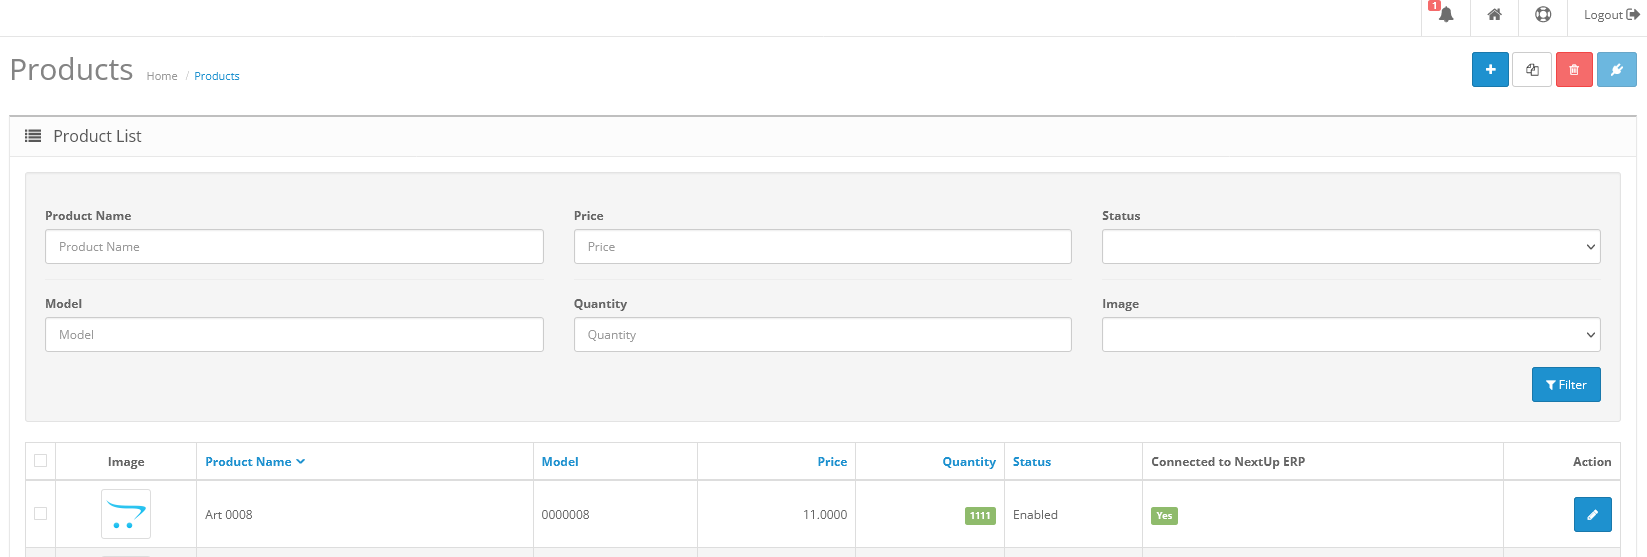 1
Logout
Products Home / Products
Product List
Product Name Price Status
Product Name Price
Model Quantity Image
Model Quantity
Filter
Image Product Name Model Price Quantity Status Connected to NextUp ERP Action
Art 0008 0000008 11.0000 1111 Enabled Yes